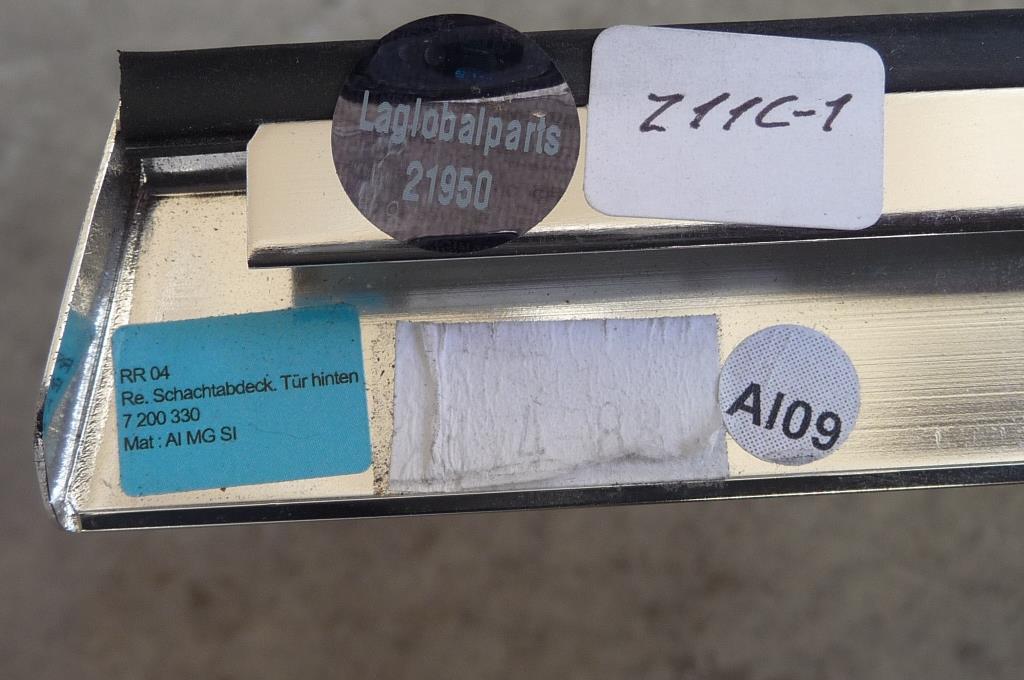 Laglobalparts
21950
Z11C-1
RR 04
Re. Schachtabdeck. Tür hinten
7 200 330
Mat : Al MG SI
Al09